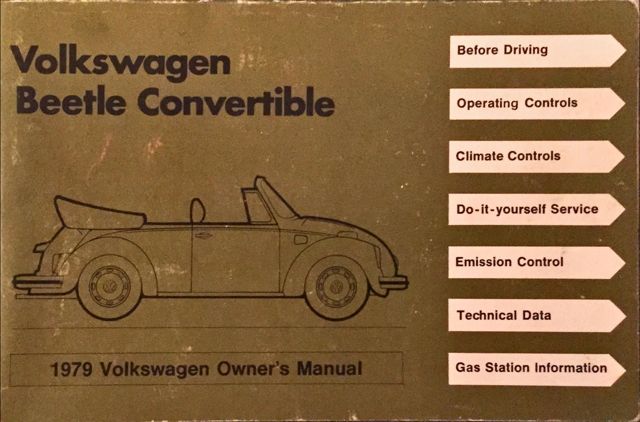 Volkswagen
Beetle Convertible
1979 Volkswagen Owner's Manual
Before Driving
Operating Controls
Climate Controls
Do-it-yourself Service
Emission Control
Technical Data
Gas Station Information